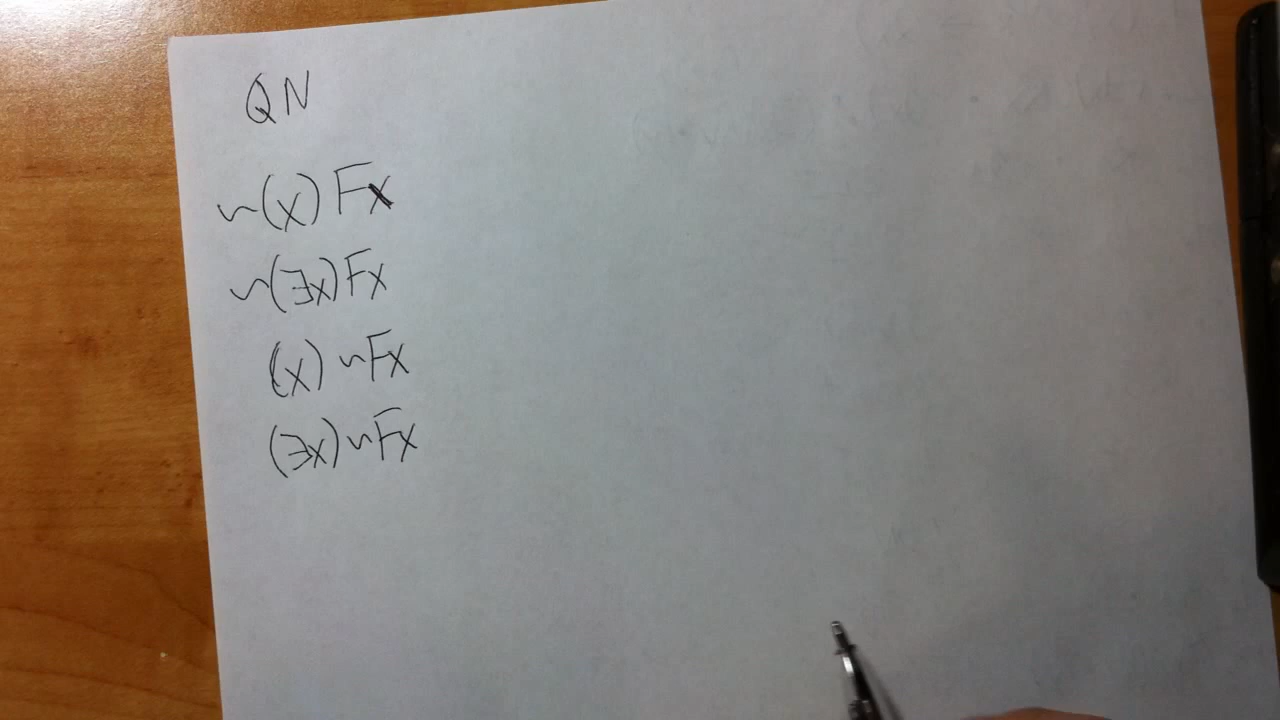 QN
~(x) Fx
~(∃x)Fx
(x) ~Fx
(∃x)~Fx